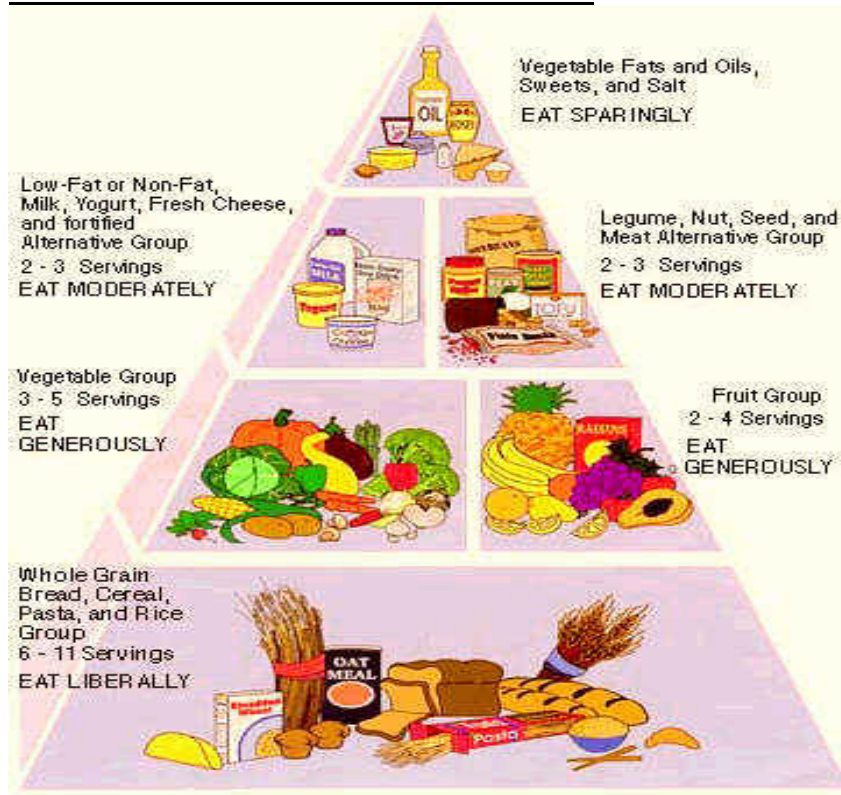 Vegetable Fats and Oils,
Sweets, and Salt
EAT SPARINGLY
OIL
Low-Fat or Non-Fat,
Milk, Yogurt, Fresh Cheese,
and fortified
Alternative Group
2 - 3 Servings
EAT MODERATELY
Legume, Nut, Seed, and
Meat Alternative Group
2 - 3 Servings
EAT MODERATELY
MILK
Yogurt
TOFU
Vegetable Group
3 - 5 Servings
EAT
GENEROUSLY
Fruit Group
2 - 4 Servings
EAT
GENEROUSLY
RAISINS
Whole Grain
Bread, Cereal,
Pasta, and Rice
Group
6 - 11 Servings
EAT LIBERALLY
OAT
MEAL
Pasta